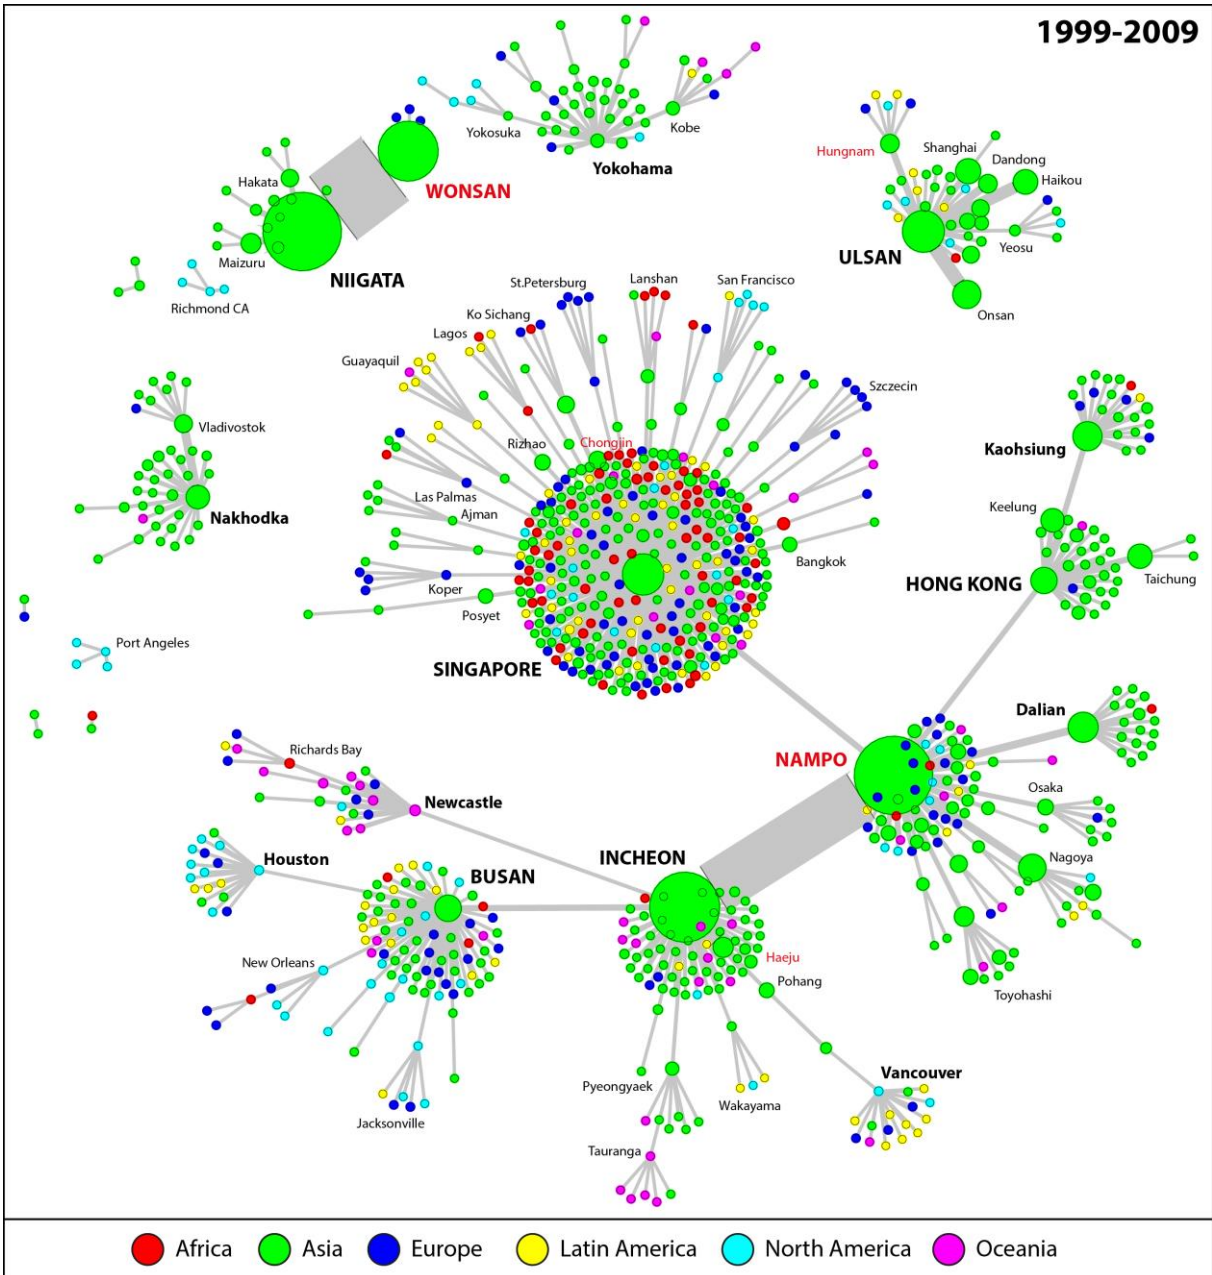 1999-2009
Yokosuka
Kobe
Yokohama
Hakata
WONSAN
Maizuru
NIIGATA
Richmond CA
Hungnam
Shanghai
Dandong
Haikou
Yeosu
ULSAN
Onsan
St.Petersburg
Lanshan
San Francisco
Ko Sichang
Lagos
Guayaquil
Szczecin
Vladivostok
Rizhao
Chongjin
Kaohsiung
Las Palmas
Ajman
Keelung
Nakhodka
Bangkok
HONG KONG
Taichung
Koper
Posyet
Port Angeles
SINGAPORE
Dalian
Richards Bay
NAMPO
Osaka
Newcastle
Houston
INCHEON
Nagoya
BUSAN
New Orleans
Haeju
Pohang
Toyohashi
Pyeongyaek
Vancouver
Wakayama
Jacksonville
Tauranga
Africa Asia Europe Latin America North America Oceania